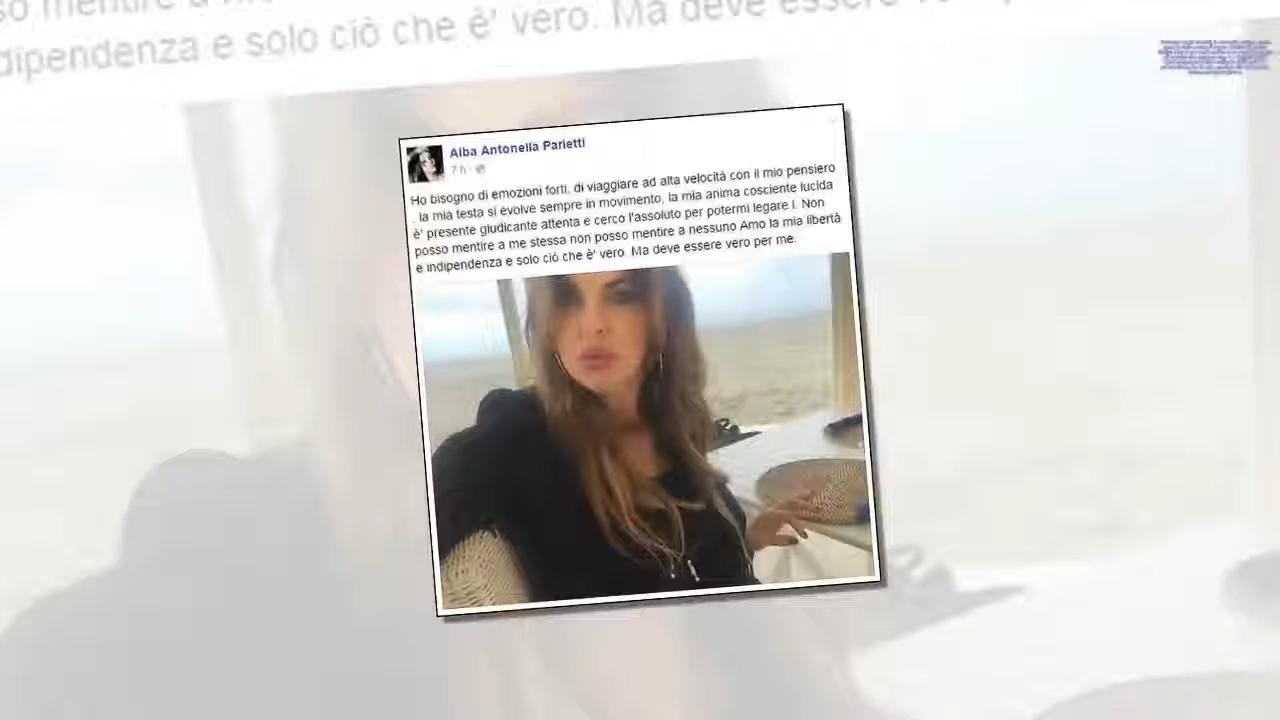 dipendenza e solo ciò che è' vero. Ma deve essere
Alba Antonella Parietti
7 h
Ho bisogno di emozioni forti, di viaggiare ad alta velocità con il mio pensiero
, la mia testa si evolve sempre in movimento, la mia anima cosciente lucida
è' presente giudicante attenta e cerco l'assoluto per potermi legare l. Non
posso mentire a me stessa non posso mentire a nessuno Amo la mia libertà
e indipendenza e solo ciò che è' vero. Ma deve essere vero per me.